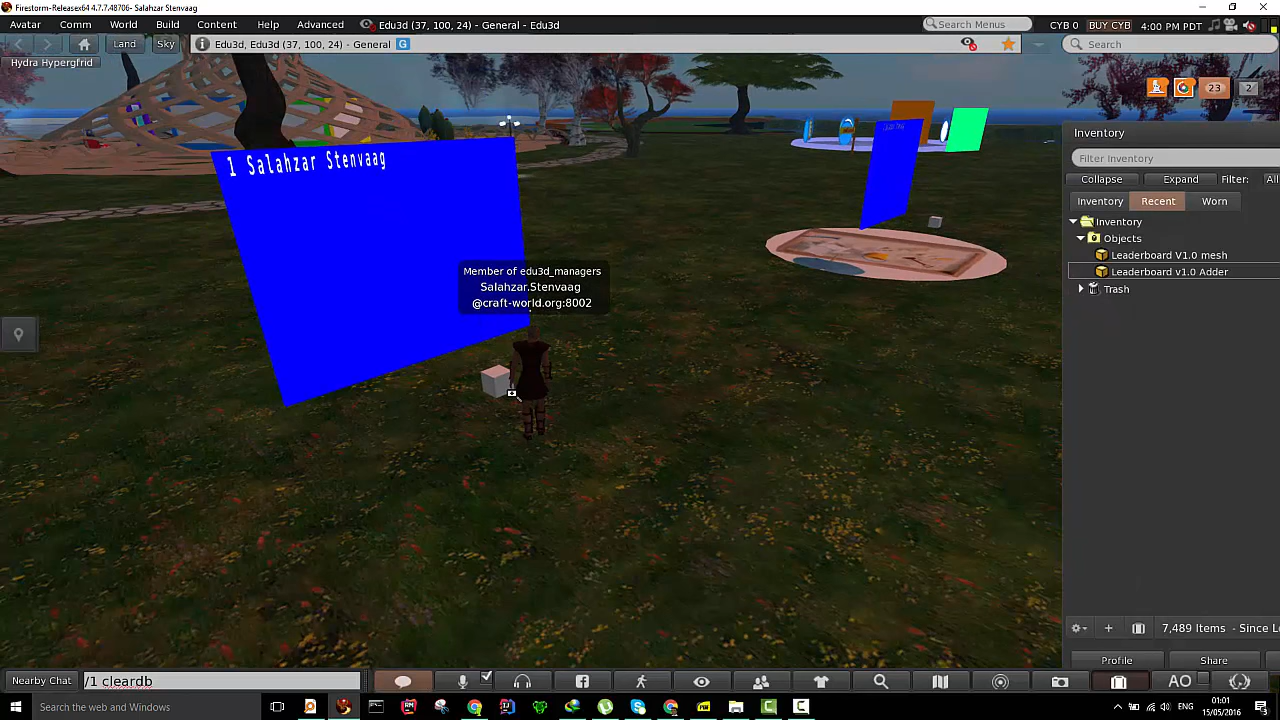 Firestorm-Releasex64 4.7.7.48706- Salahzar Stenvaag
Avatar Comm World Build Content Help Advanced Edu3d (37, 100, 24) - General - Edu3d Search Menus CYB 0 BUY CYB 4:00 PM PDT
Land Sky Edu3d, Edu3d (37, 100, 24) - General G Search
Hydra Hypergfrid
23 2
Inventory
Filter Inventory
Collapse Expand Filter: All
Inventory Recent Worn
Inventory
Objects
Leaderboard V1.0 mesh
Leaderboard v1.0 Adder
Trash
1 Salahzar Stenvaag
Member of edu3d_managers
Salahzar.Stenvaag
@craft-world.org:8002
7,489 Items - Since L
Profile Share
Nearby Chat /1 cleardb AO
Search the web and Windows ENG
01:01
15/05/2016